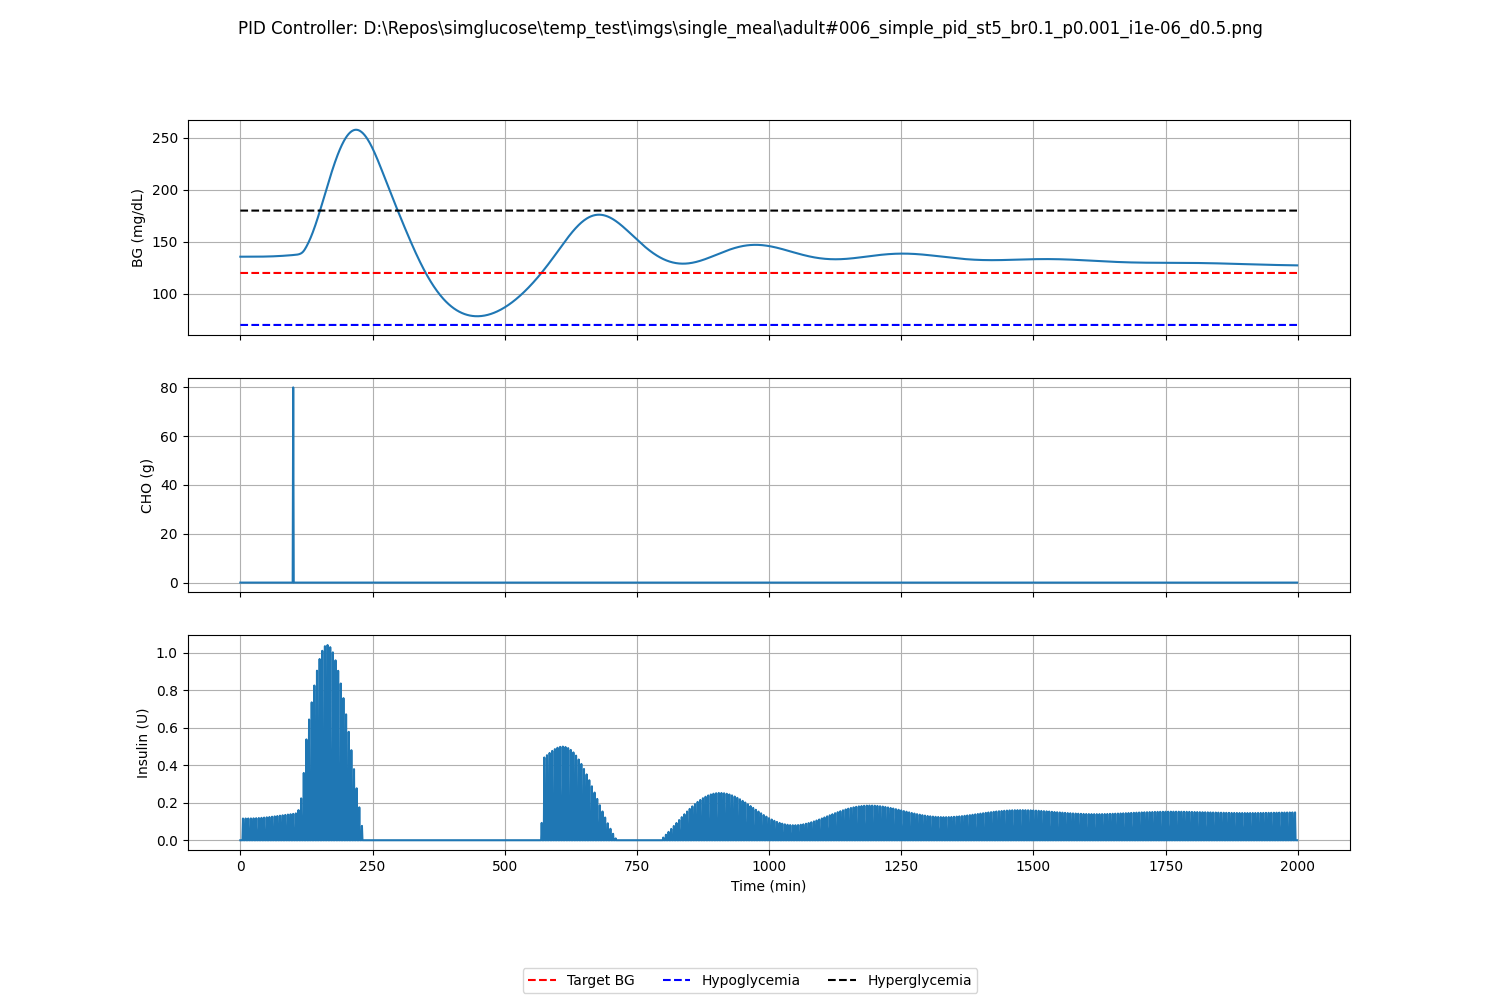 PID Controller: D:\Repos\simglucose\temp_test\imgs\single_meal\adult#006_simple_pid_st5_br0.1_p0.001_i1e-06_d0.5.png
250
200
150
100
BG (mg/dL)
80
60
40
20
0
CHO (g)
1.0
0.8
0.6
0.4
0.2
0.0
Insulin (U)
0 250 500 750 1000 1250 1500 1750 2000
Time (min)
Target BG Hypoglycemia Hyperglycemia